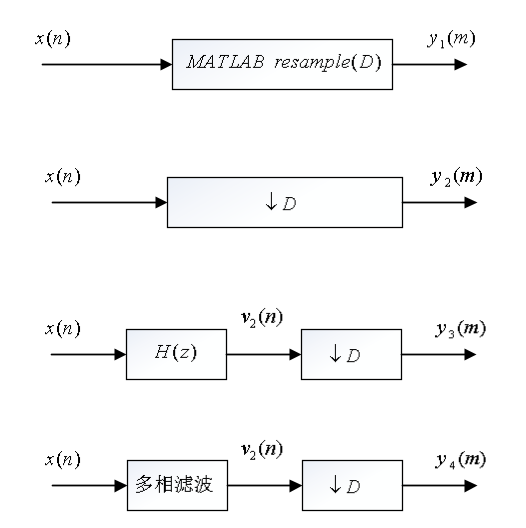 x(n) y₁(m)
MATLAB resample(D)
x(n) y₂(m)
↓D
x(n) v₂(n) y₃(m)
H(z) ↓D
x(n) v₂(n) y₄(m)
多相滤波 ↓D